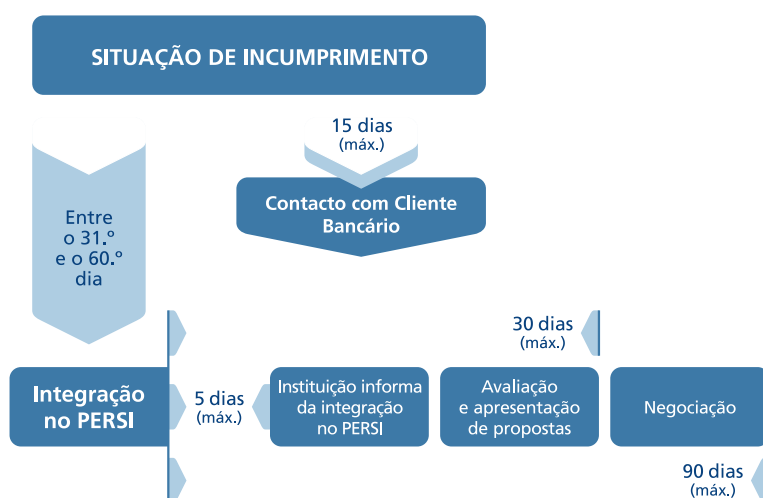 SITUAÇÃO DE INCUMPRIMENTO
15 dias
(máx.)
Contacto com Cliente
Bancário
Entre
o 31.º
e o 60.º
dia
30 dias
(máx.)
Integração
no PERSI
5 dias
(máx.)
Instituição informa
da integração
no PERSI
Avaliação
e apresentação
de propostas
Negociação
90 dias
(máx.)